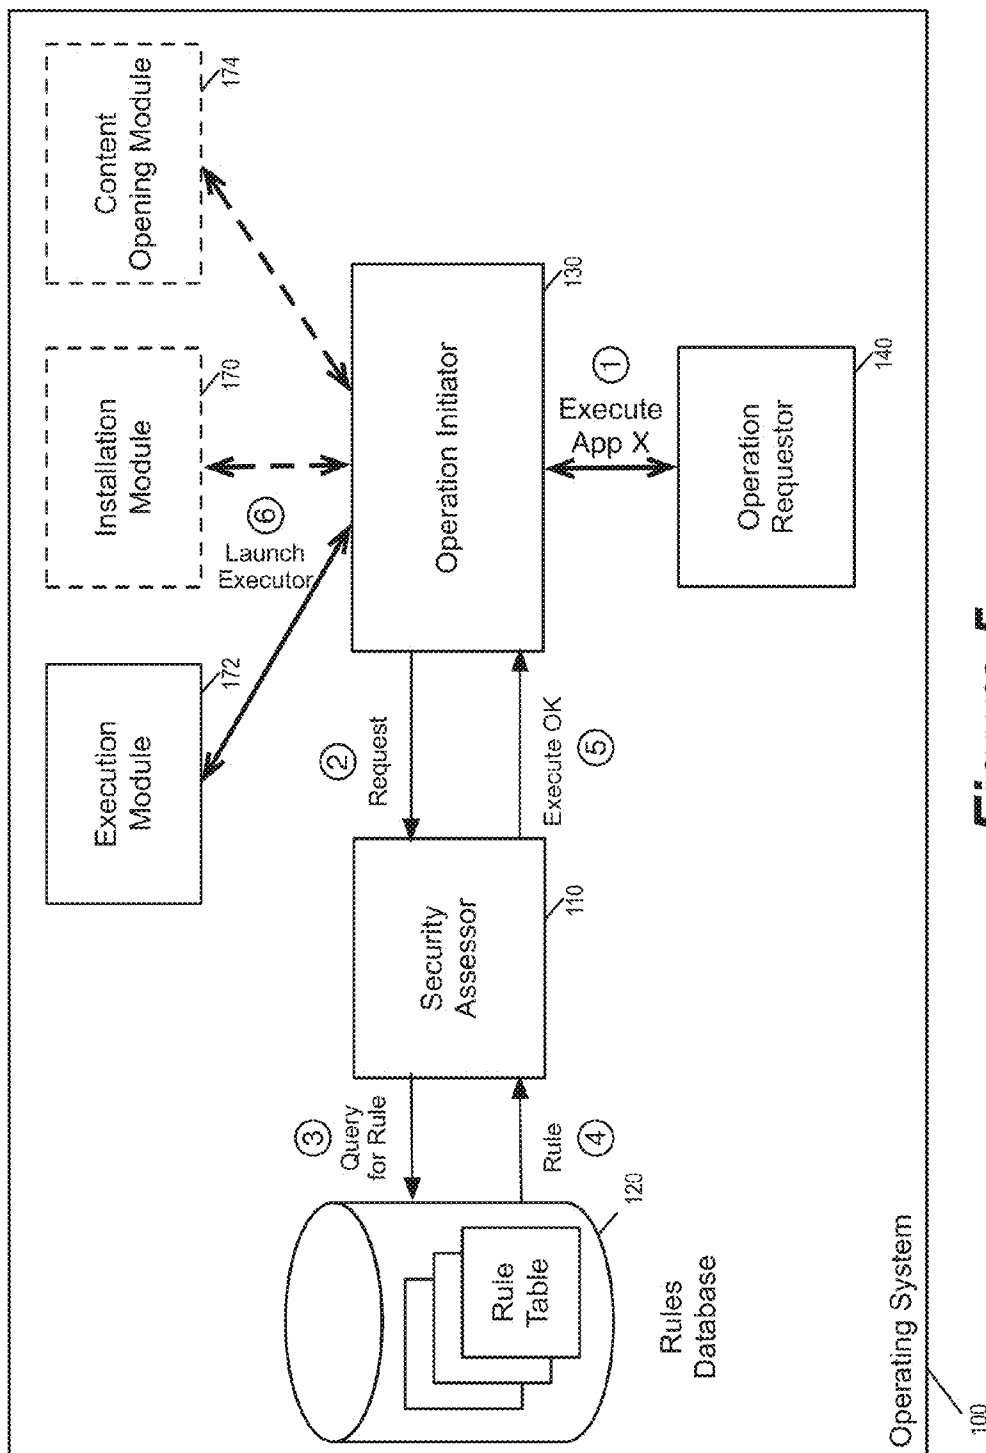 Execution
Module
172
Installation
Module
170
Content
Opening Module
174
6
Launch
Executor
3
Query
for Rule
2
Request
Rule
Table
Security
Assessor
Operation Initiator
Rule
4
Execute OK
5
110
130
120
Execute
App X
1
Rules
Database
Operation
Requestor
140
Operating System
100